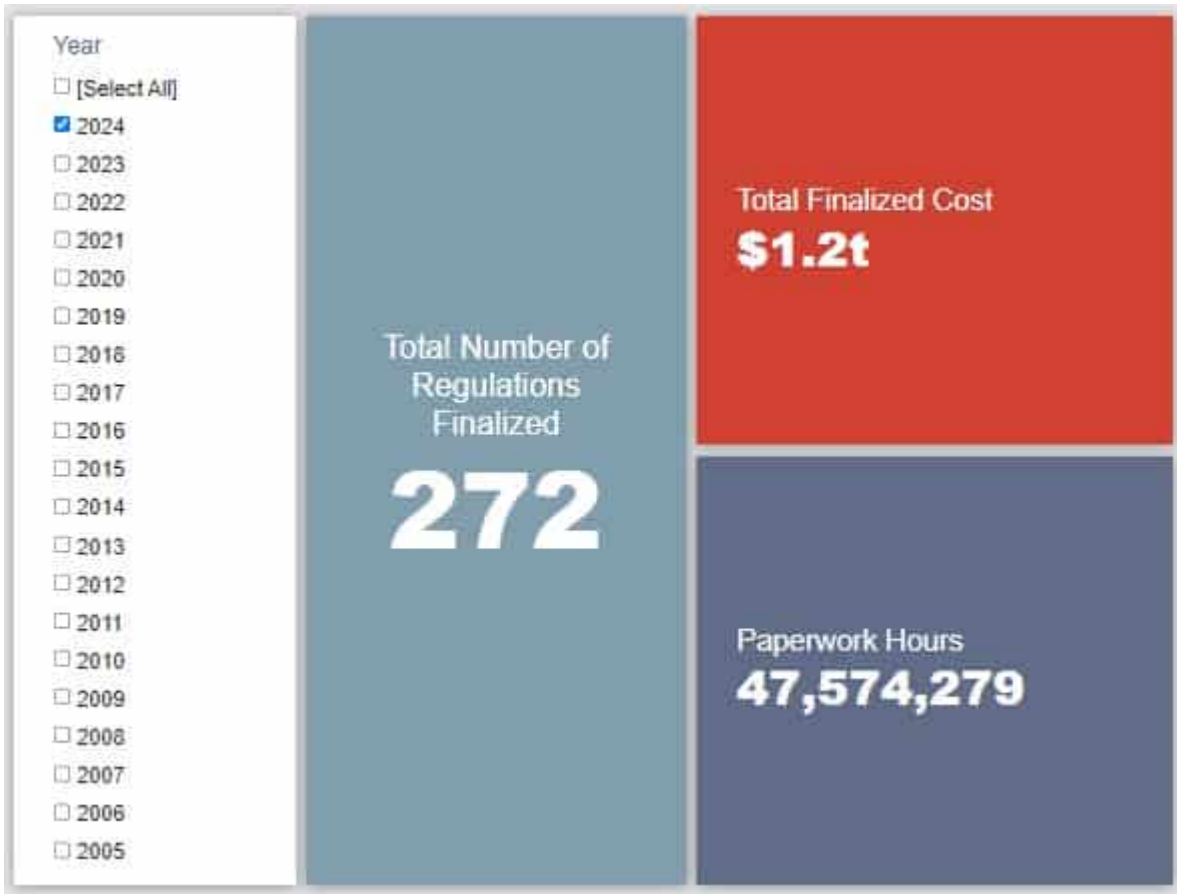 Year
[Select All]
2024
2023
2022
2021
2020
2019
2018
2017
2016
2015
2014
2013
2012
2011
2010
2009
2008
2007
2006
2005
Total Number of
Regulations
Finalized
272
Total Finalized Cost
$1.2t
Paperwork Hours
47,574,279